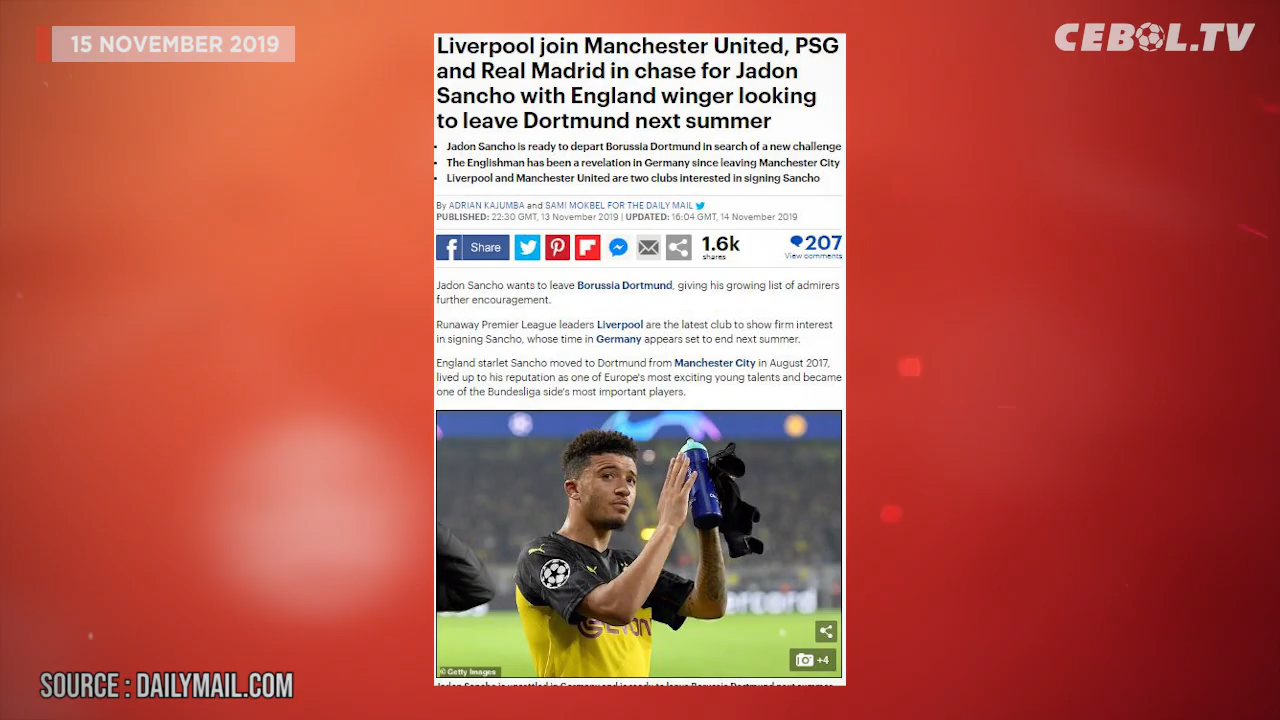 15 NOVEMBER 2019
CEBOL.TV
Liverpool join Manchester United, PSG
and Real Madrid in chase for Jadon
Sancho with England winger looking
to leave Dortmund next summer
Jadon Sancho is ready to depart Borussia Dortmund in search of a new challenge
The Englishman has been a revelation in Germany since leaving Manchester City
Liverpool and Manchester United are two clubs interested in signing Sancho
By ADRIAN KAJUMBA and SAMI MOKBEL FOR THE DAILY MAIL
PUBLISHED: 22:30 GMT, 13 November 2019 | UPDATED: 16:04 GMT, 14 November 2019
Share
1.6k
shares
207
View comments
Jadon Sancho wants to leave Borussia Dortmund, giving his growing list of admirers
further encouragement.
Runaway Premier League leaders Liverpool are the latest club to show firm interest
in signing Sancho, whose time in Germany appears set to end next summer.
England starlet Sancho moved to Dortmund from Manchester City in August 2017,
lived up to his reputation as one of Europe's most exciting young talents and became
one of the Bundesliga side's most important players.
+4
© Getty Images
SOURCE : DAILYMAIL.COM